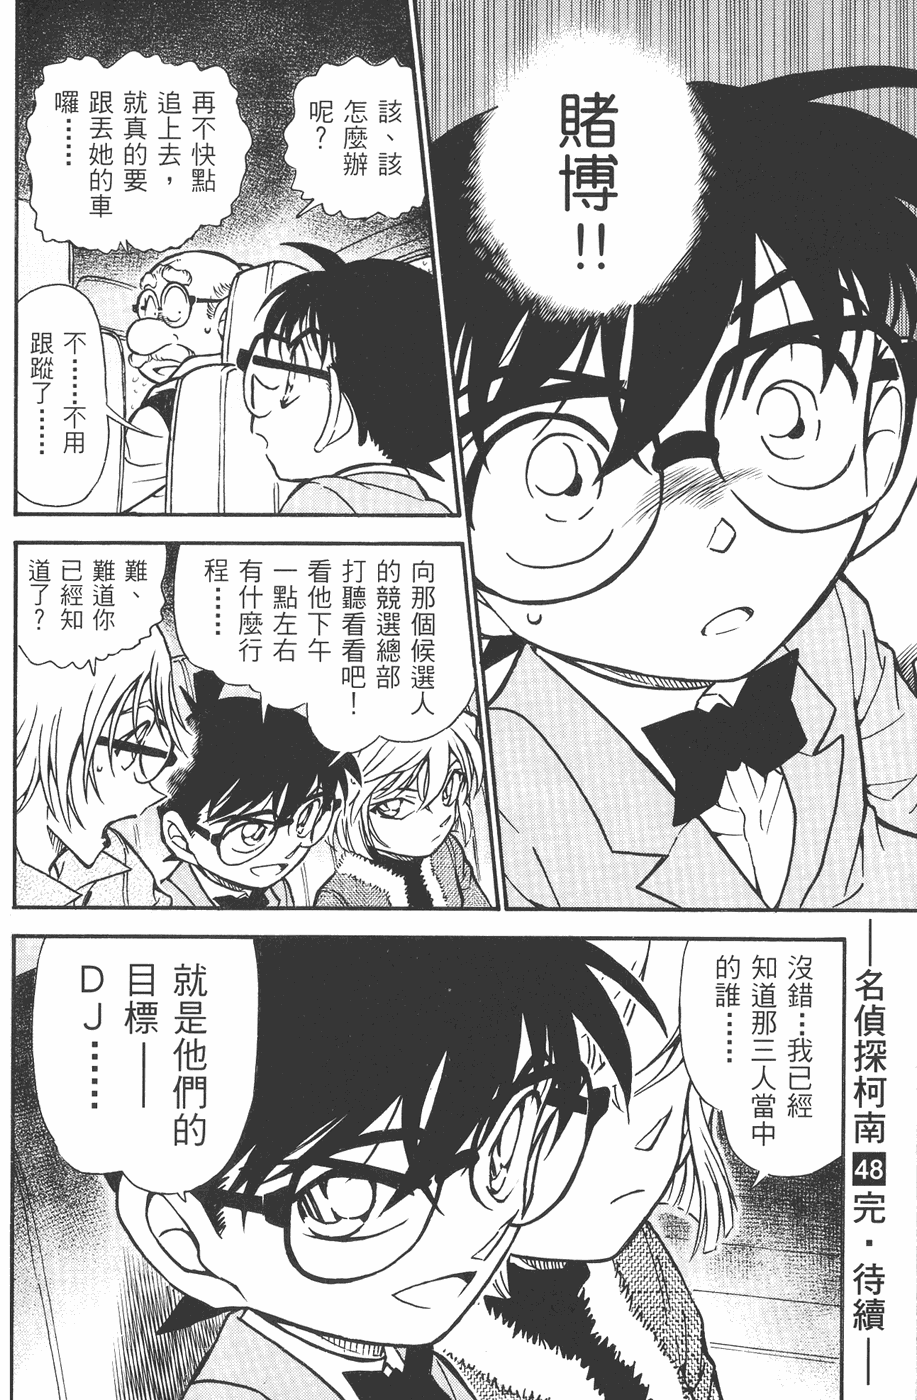 賭
博
!!
該、該
怎麼辦
呢?
再不快點
追上去,
就真的要
跟丟她的車
囉……
不……不用
跟蹤了……
向那個候選人
的競選總部
打聽看看吧!
看他下午
一點左右
有什麼行
程……
難、
難道你
已經知
道了?
沒錯…我已經
知道那三人當中
的誰……
就是他們的
目標——
DJ……
——名偵探柯南48完·待續——